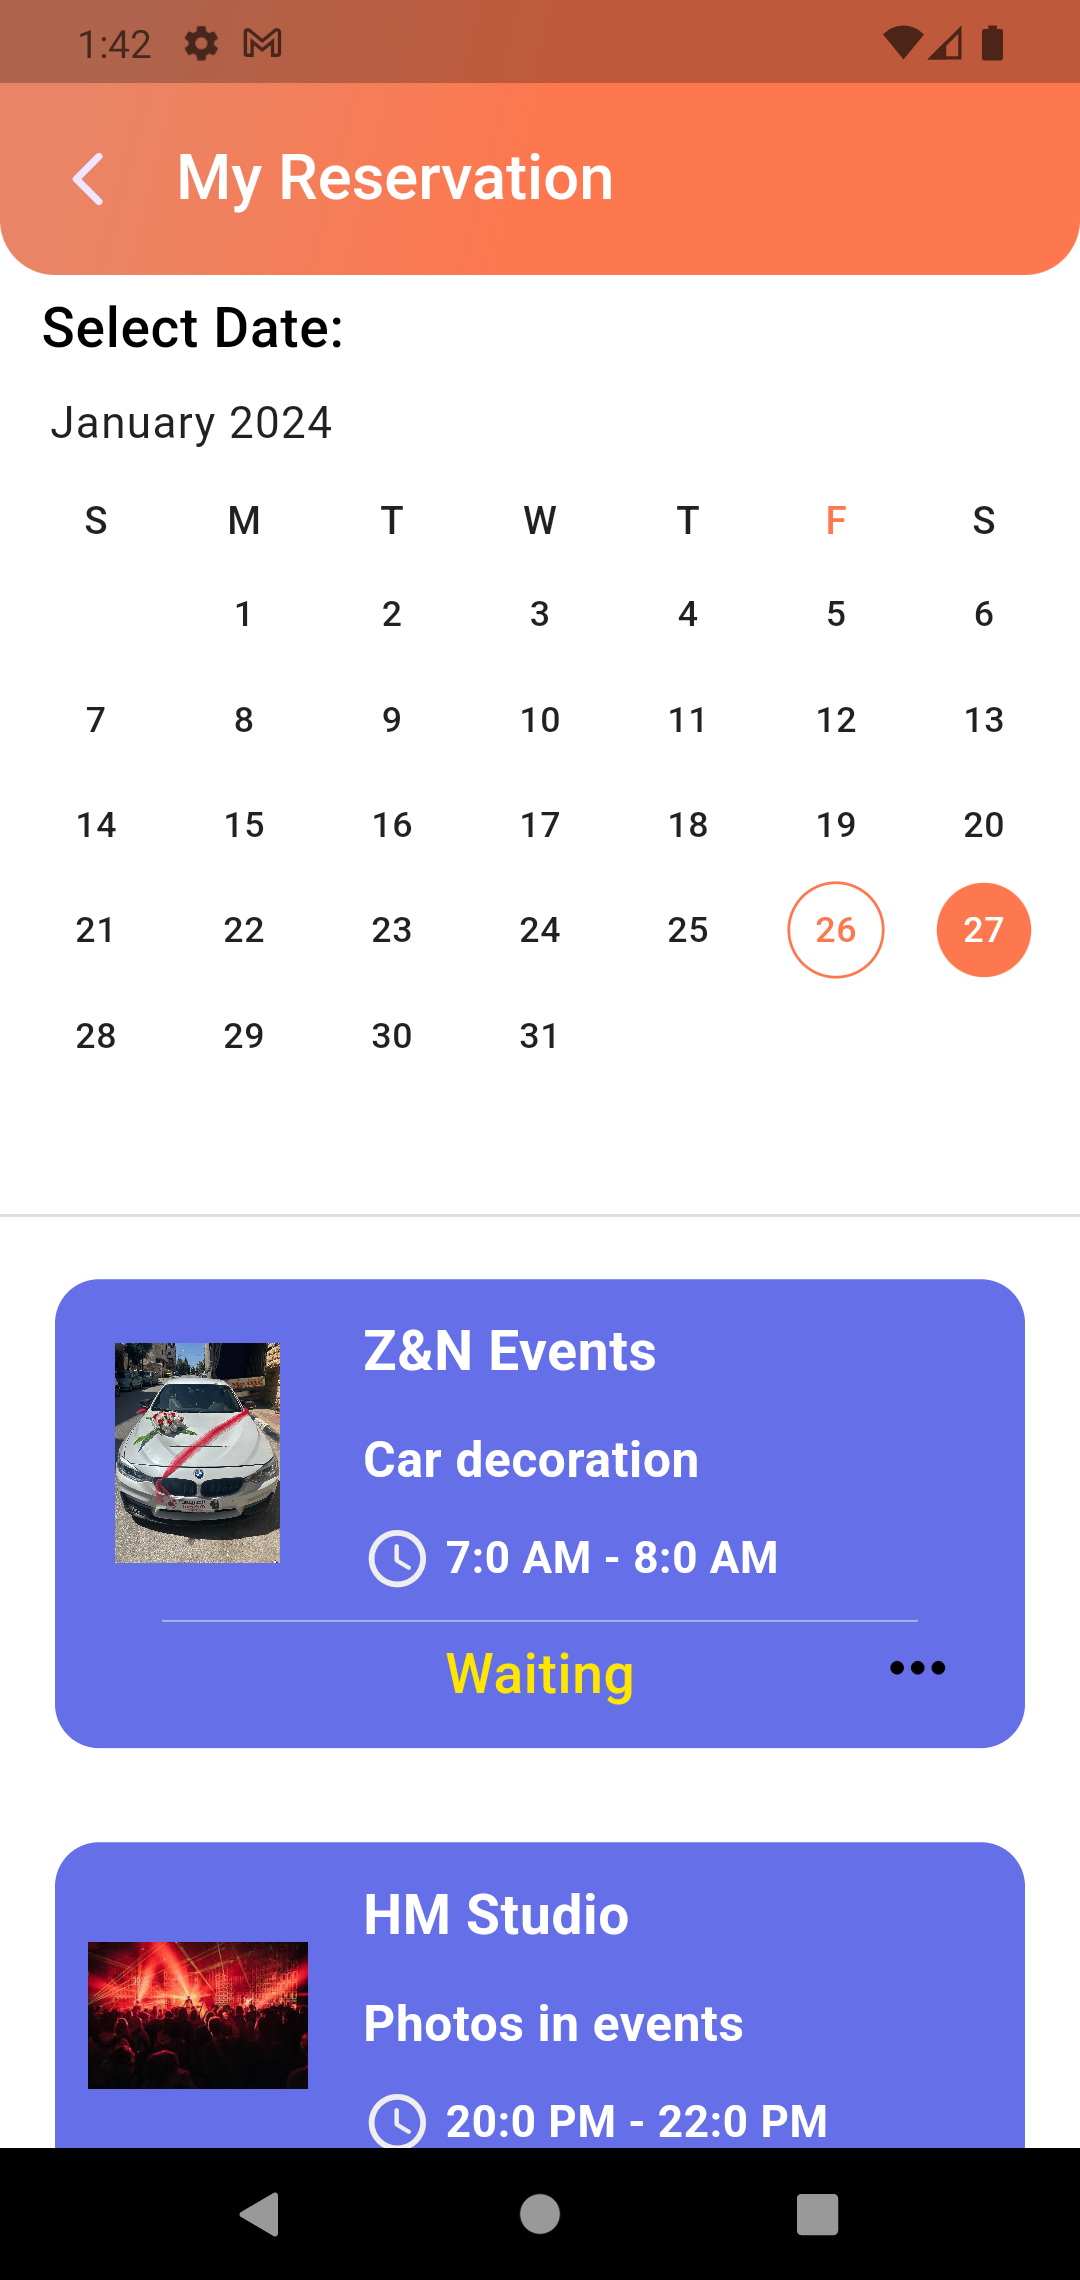 1:42
My Reservation
Select Date:
January 2024
S M T W T F S
1 2 3 4 5 6
7 8 9 10 11 12 13
14 15 16 17 18 19 20
21 22 23 24 25 26 27
28 29 30 31
Z&N Events
Car decoration
7:0 AM - 8:0 AM
Waiting
HM Studio
Photos in events
20:0 PM - 22:0 PM